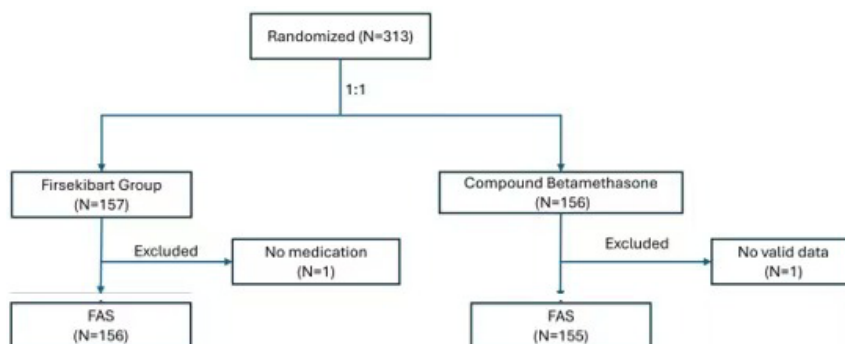 Randomized (N=313)
1:1
Firsekibart Group
(N=157)
Compound Betamethasone
(N=156)
Excluded
No medication
(N=1)
Excluded
No valid data
(N=1)
FAS
(N=156)
FAS
(N=155)